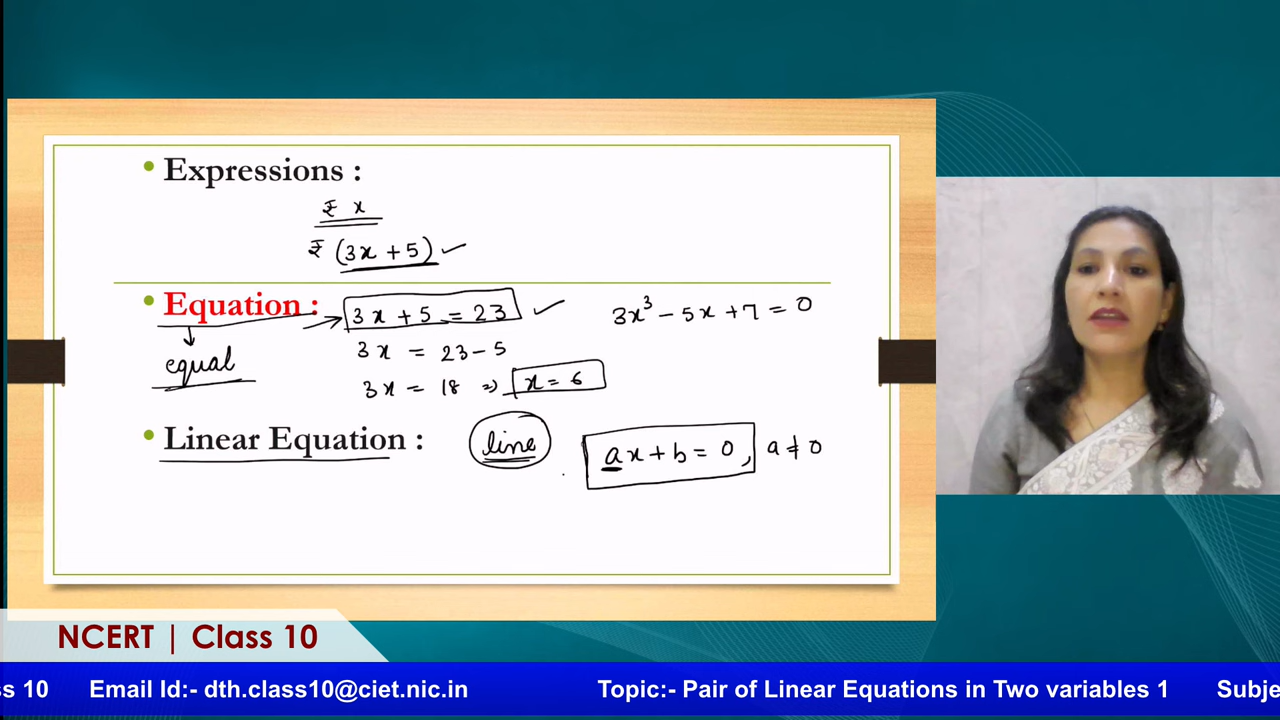 • Expressions :
₹ x
₹ (3x + 5) ✓
• Equation : → 3x + 5 = 23 ✓ 3x³ - 5x + 7 = 0
↓
equal
3x = 23 - 5
3x = 18 ⇒ x = 6
• Linear Equation : line ax + b = 0, a ≠ 0
NCERT | Class 10
ss 10 Email Id:- dth.class10@ciet.nic.in Topic:- Pair of Linear Equations in Two variables 1 Subje